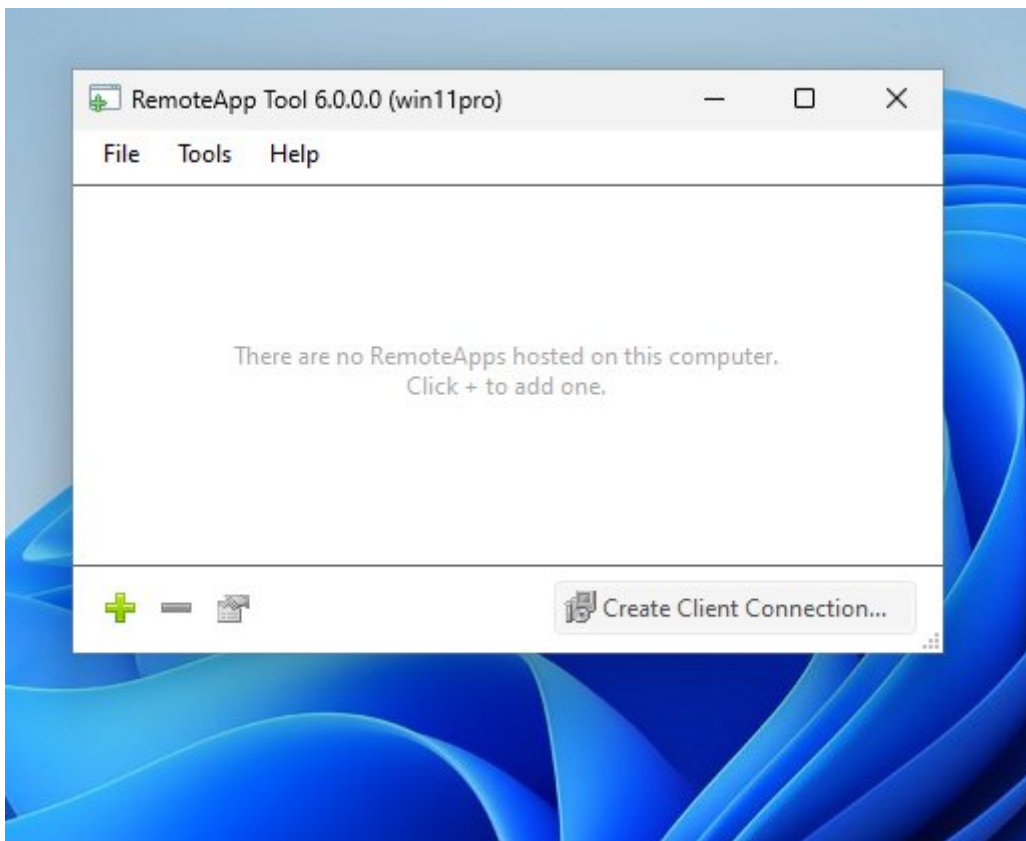 RemoteApp Tool 6.0.0.0 (win11pro)
File Tools Help
There are no RemoteApps hosted on this computer.
Click + to add one.
Create Client Connection...